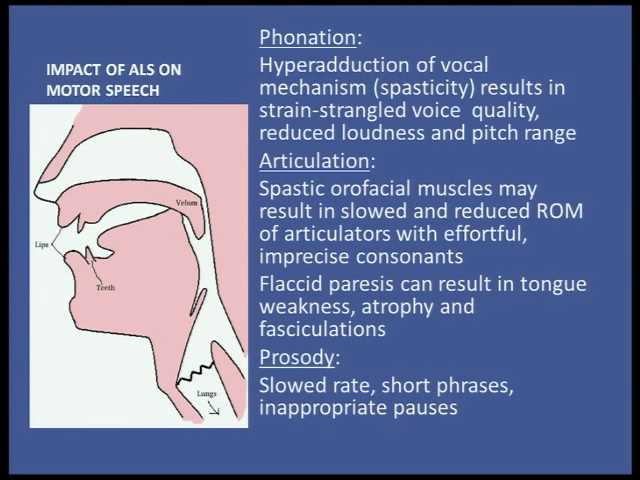 IMPACT OF ALS ON
MOTOR SPEECH
Velum
Lips
Teeth
Lungs
Phonation:
Hyperadduction of vocal
mechanism (spasticity) results in
strain-strangled voice  quality,
reduced loudness and pitch range
Articulation:
Spastic orofacial muscles may
result in slowed and reduced ROM
of articulators with effortful,
imprecise consonants
Flaccid paresis can result in tongue
weakness, atrophy and
fasciculations
Prosody:
Slowed rate, short phrases,
inappropriate pauses